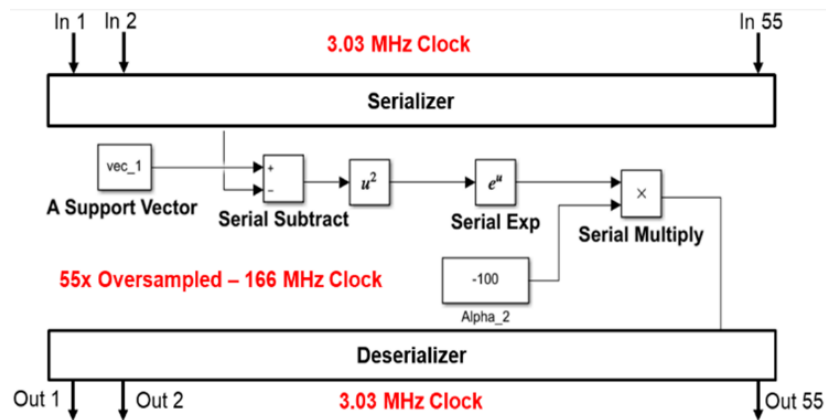 In 1 In 2 In 55
3.03 MHz Clock
Serializer
vec_1
+
−
u²
eᵘ
×
A Support Vector
Serial Subtract
Serial Exp
Serial Multiply
55x Oversampled – 166 MHz Clock
-100
Alpha_2
Deserializer
Out 1 Out 2 3.03 MHz Clock Out 55